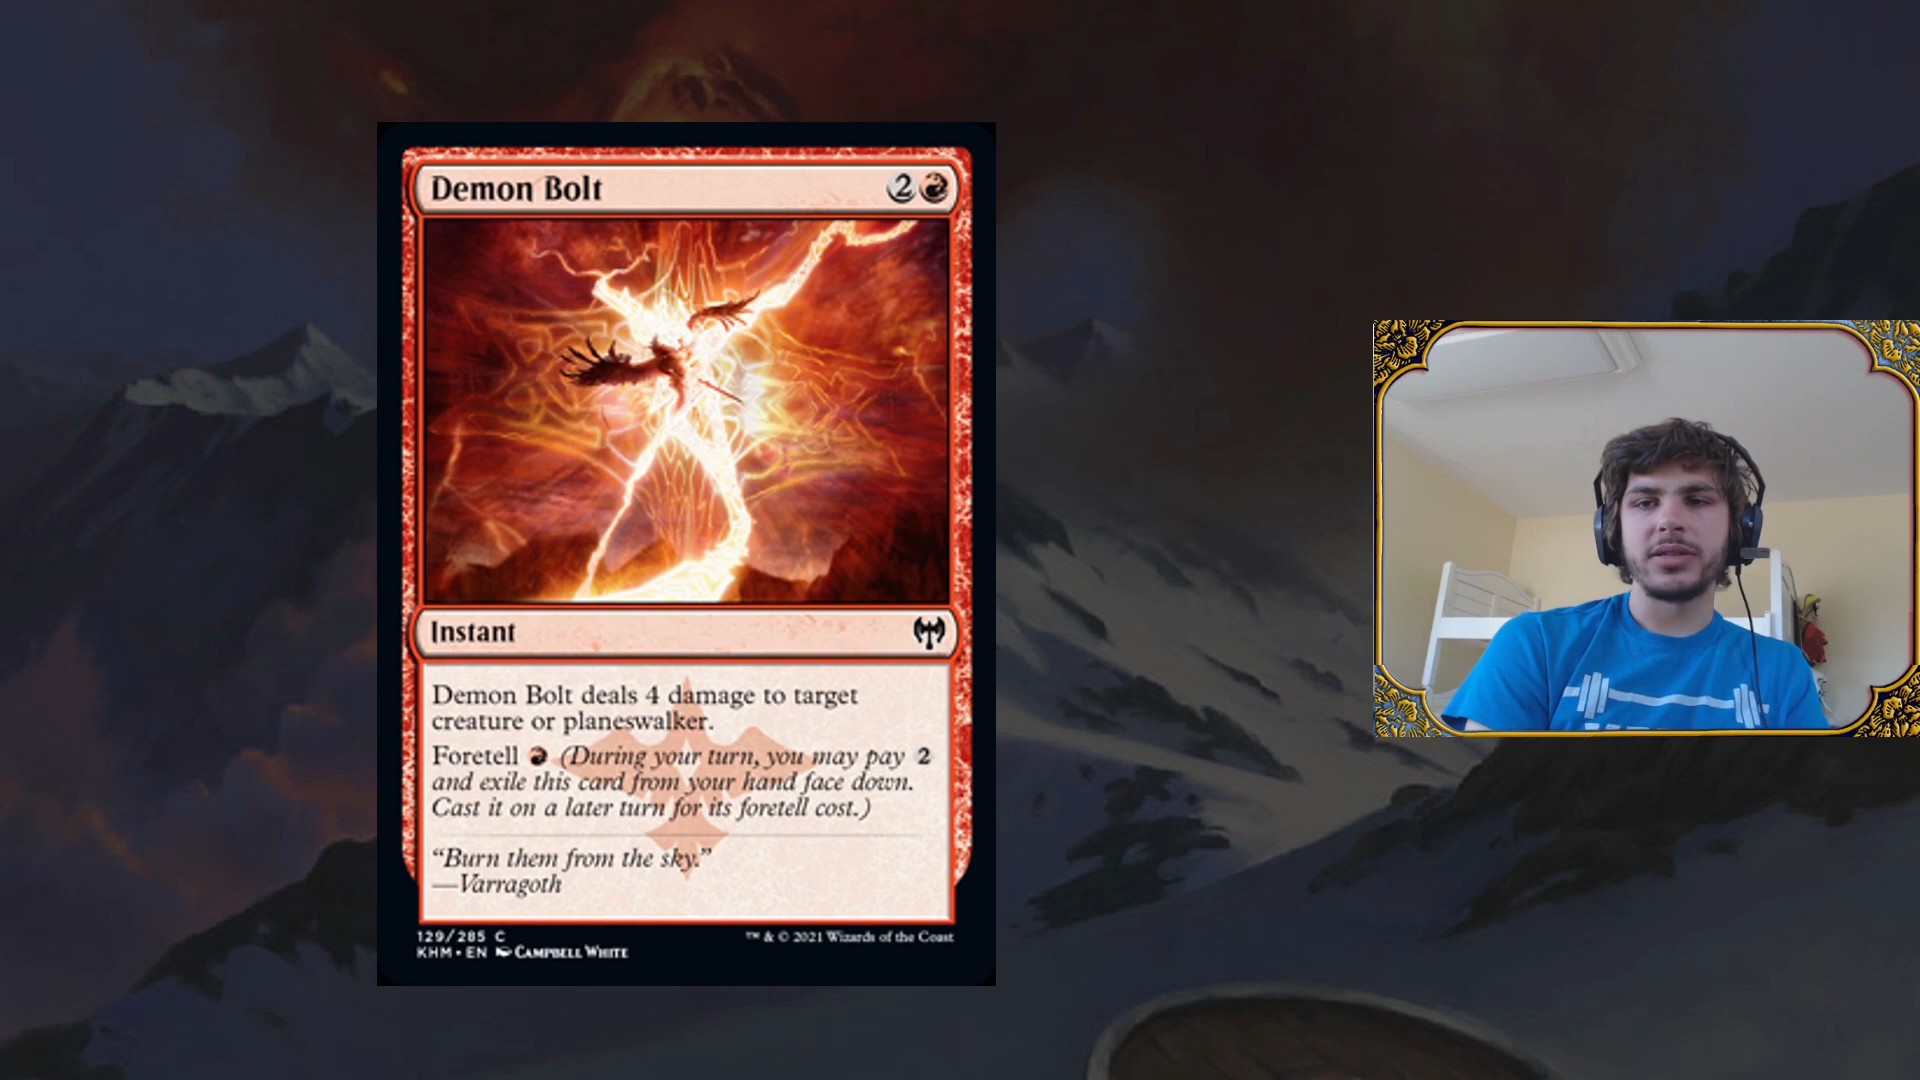 Demon Bolt 2
Instant
Demon Bolt deals 4 damage to target
creature or planeswalker.
Foretell (During your turn, you may pay 2
and exile this card from your hand face down.
Cast it on a later turn for its foretell cost.)
“Burn them from the sky.”
—Varragoth
129/285 C
™ & © 2021 Wizards of the Coast
KHM • EN Campbell White